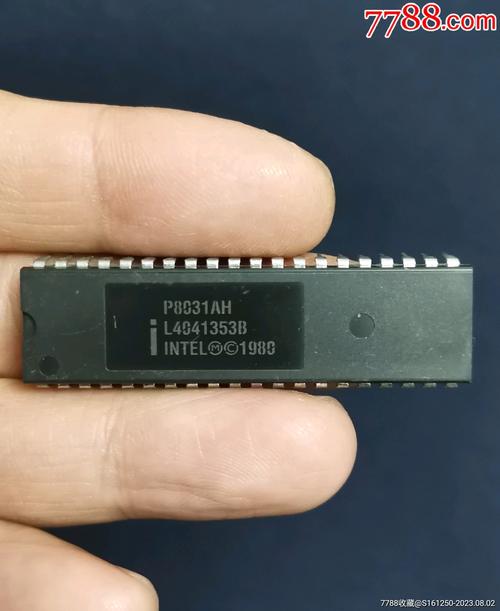 7788.com
P8031AH
L4041353B
i INTEL Ⓜ © 1980
7788收藏@S161250-2023.08.02